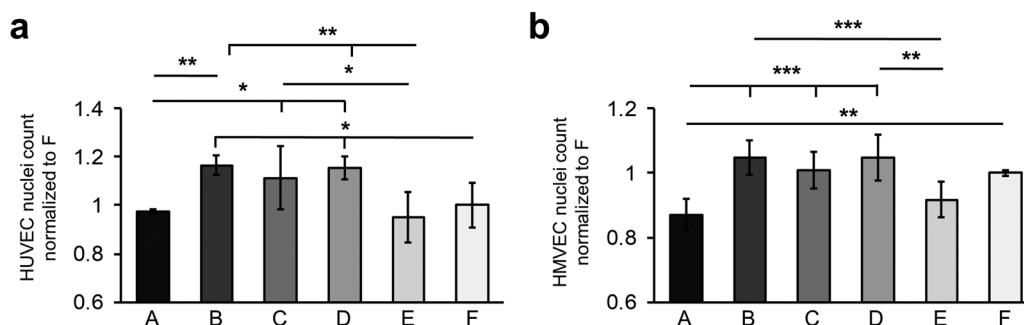 a
**
**
*
*
*
HUVEC nuclei count
normalized to F
1.4
1.2
1
0.8
0.6
A B C D E F
b
***
**
***
**
HMVEC nuclei count
normalized to F
1.2
1
0.8
0.6
A B C D E F